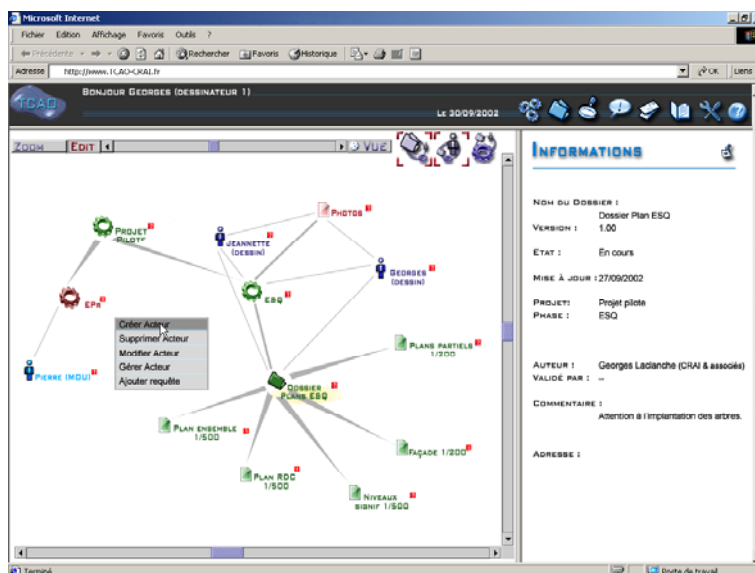 Microsoft Internet
Fichier Edition Affichage Favoris Outils ?
Précédente Rechercher Favoris Historique
Adresse http://www.TCAO-CRAI.fr OK Liens
TCAO
BONJOUR GEORGES (DESSINATEUR 1)
LE 30/09/2002
ZOOM EDIT VUE
PHOTOS
PROJET
PILOTE
JEANNETTE
(DESSIN)
GEORGES
(DESSIN)
ESQ
EPR
Créer Acteur
Supprimer Acteur
Modifier Acteur
Gérer Acteur
Ajouter requête
PIERRE (MOU)
PLANS PARTIELS
1/200
DOSSIER
PLANS ESQ
PLAN ENSEMBLE
1/500
FAÇADE 1/200
PLAN RDC
1/500
NIVEAUX
SIGNIF 1/500
INFORMATIONS
NOM DU DOSSIER :
Dossier Plan ESQ
VERSION : 1.00
ETAT : En cours
MISE À JOUR : 27/09/2002
PROJET: Projet pilote
PHASE : ESQ
AUTEUR : Georges Laclanche (CRAI & associés)
VALIDÉ PAR : --
COMMENTAIRE :
Attention à l'implantation des arbres.
ADRESSE :
Terminé Poste de travail